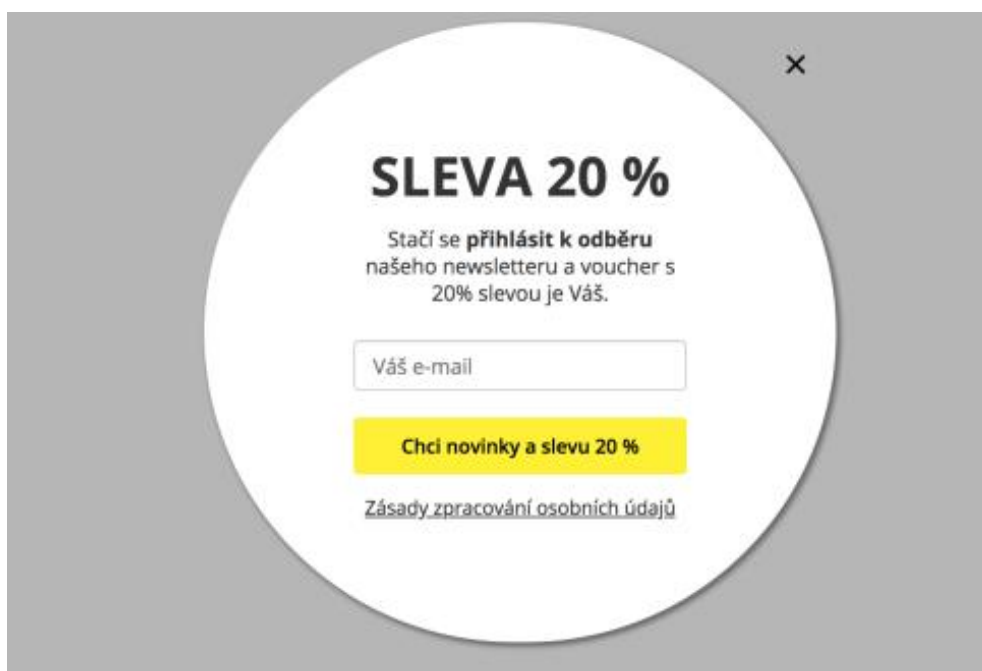 SLEVA 20 %
Stačí se přihlásit k odběru
našeho newsletteru a voucher s
20% slevou je Váš.
Váš e-mail
Chci novinky a slevu 20 %
Zásady zpracování osobních údajů